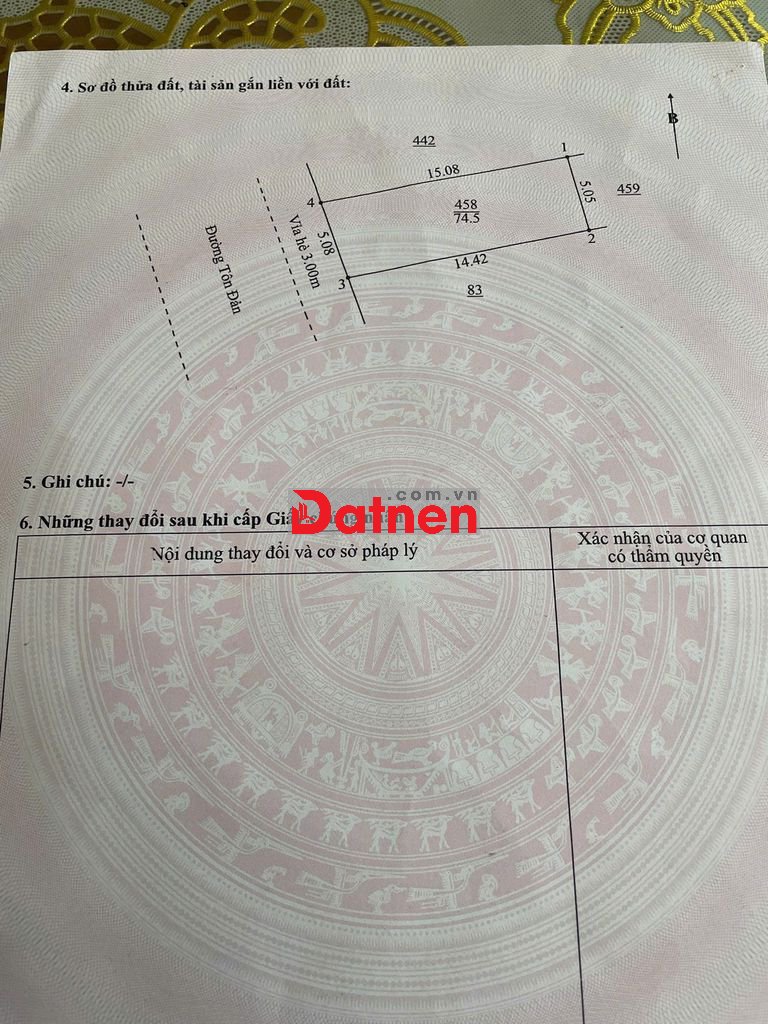 4. Sơ đồ thửa đất, tài sản gắn liền với đất:
B
442
1
15.08
459
5.05
458
74.5
4
5.08
Vỉa hè 3.00m
Đường Tôn Đản
2
14.42
3
83
5. Ghi chú: -/-
.com.vn
Datnen
6. Những thay đổi sau khi cấp Giấy
Nội dung thay đổi và cơ sở pháp lý
Xác nhận của cơ quan
có thẩm quyền